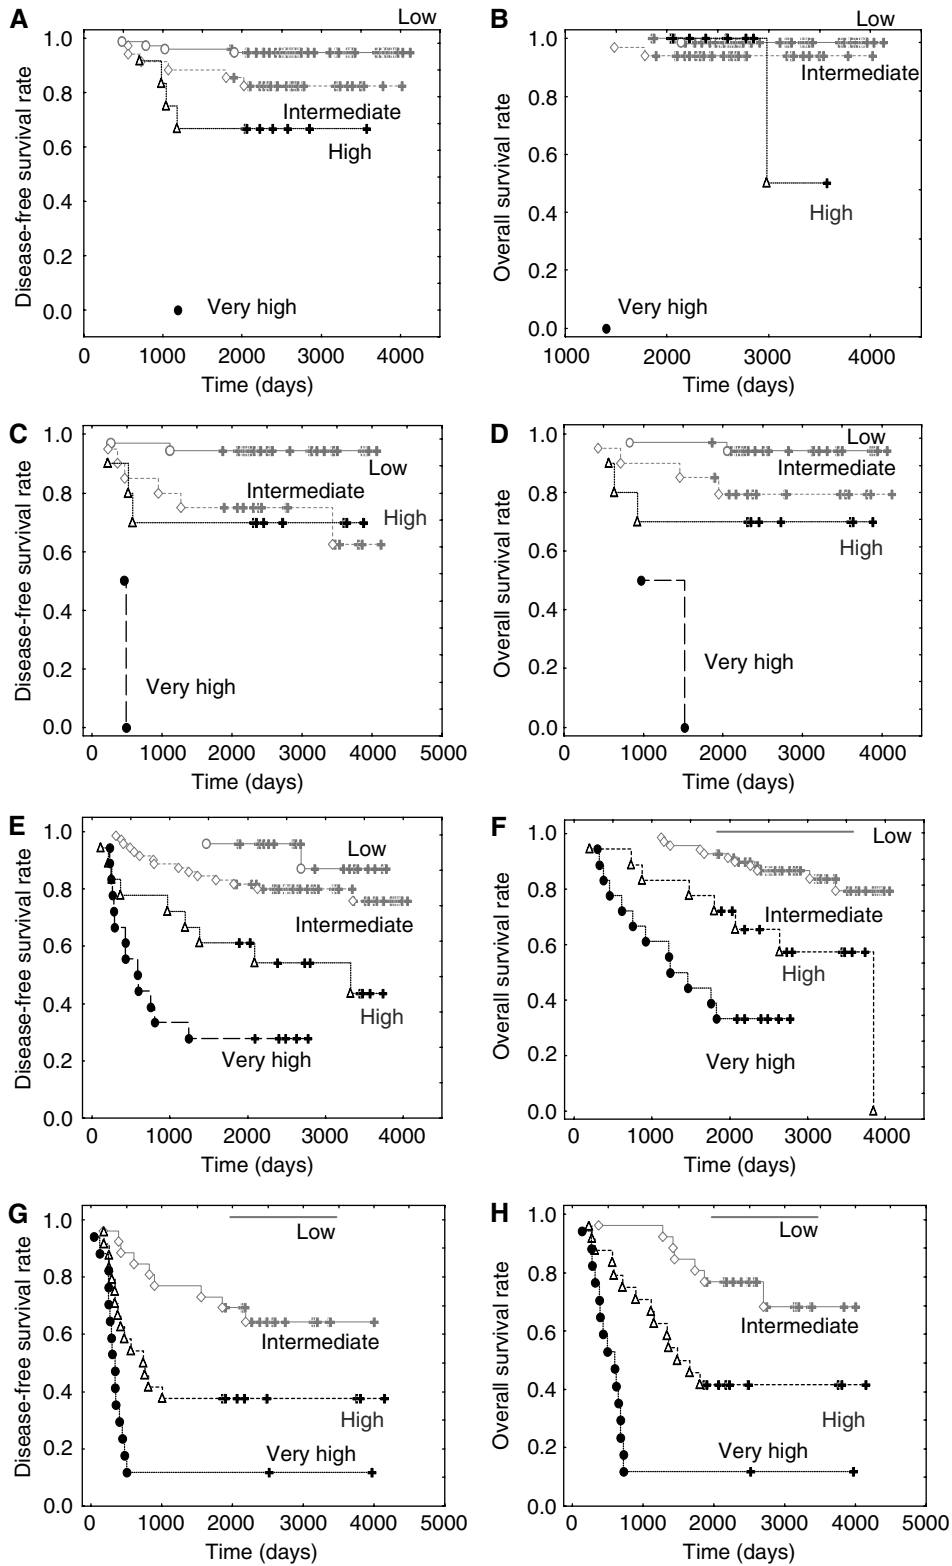 A
Low
Disease-free survival rate
1.0
0.8
0.6
0.4
0.2
0.0
Intermediate
High
Very high
0 1000 2000 3000 4000
Time (days)
B
Low
Overall survival rate
1.0
0.8
0.6
0.4
0.2
0.0
Intermediate
High
Very high
1000 2000 3000 4000
Time (days)
C
Disease-free survival rate
1.0
0.8
0.6
0.4
0.2
0.0
Low
Intermediate
High
Very high
0 1000 2000 3000 4000 5000
Time (days)
D
Overall survival rate
1.0
0.8
0.6
0.4
0.2
0.0
Low
Intermediate
High
Very high
0 1000 2000 3000 4000
Time (days)
E
Disease-free survival rate
1.0
0.8
0.6
0.4
0.2
0.0
Low
Intermediate
High
Very high
0 1000 2000 3000 4000
Time (days)
F
Overall survival rate
1.0
0.8
0.6
0.4
0.2
0.0
Low
Intermediate
High
Very high
0 1000 2000 3000 4000
Time (days)
G
Disease-free survival rate
1.0
0.8
0.6
0.4
0.2
0.0
Low
Intermediate
High
Very high
0 1000 2000 3000 4000 5000
Time (days)
H
Overall survival rate
1.0
0.8
0.6
0.4
0.2
0.0
Low
Intermediate
High
Very high
0 1000 2000 3000 4000 5000
Time (days)